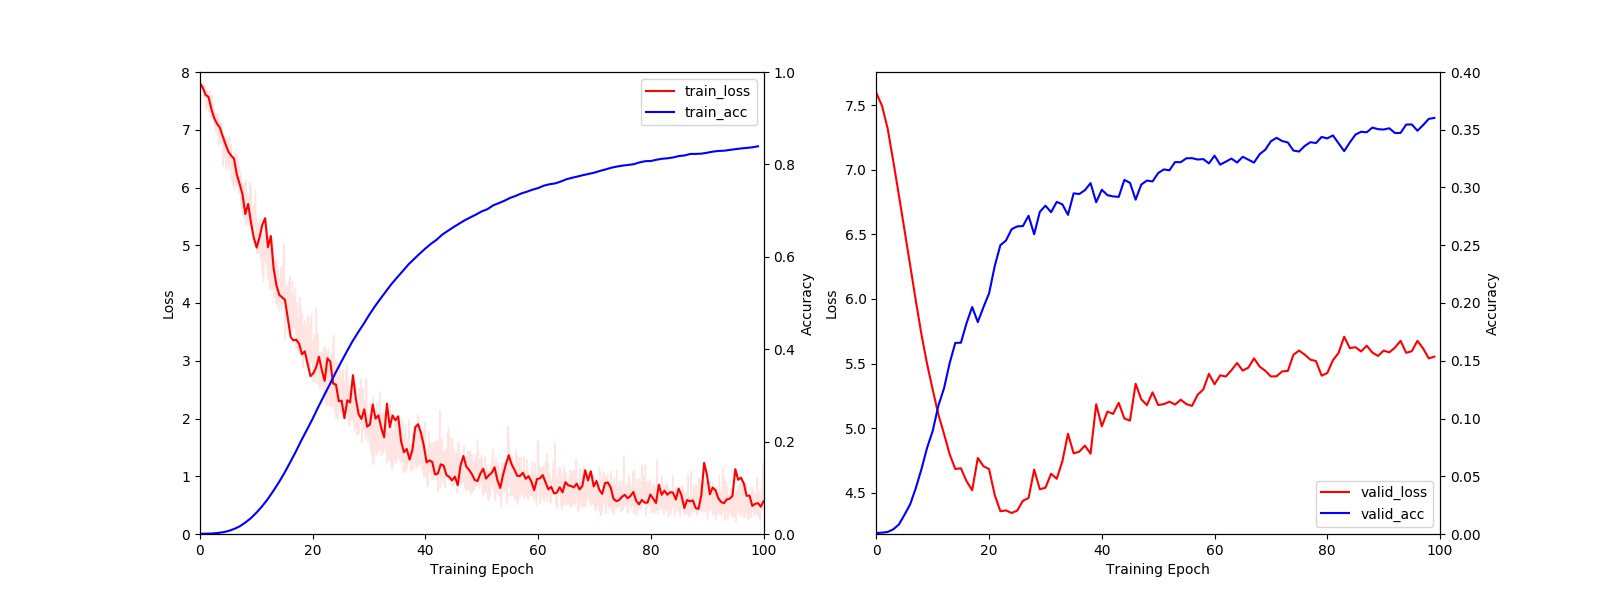 8
7
6
5
4
3
2
1
0
Loss
0 20 40 60 80 100
Training Epoch
1.0
0.8
0.6
0.4
0.2
0.0
Accuracy
train_loss
train_acc
7.5
7.0
6.5
6.0
5.5
5.0
4.5
Loss
0 20 40 60 80 100
Training Epoch
0.40
0.35
0.30
0.25
0.20
0.15
0.10
0.05
0.00
Accuracy
valid_loss
valid_acc